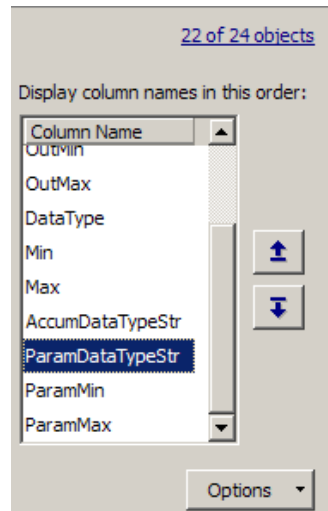 22 of 24 objects
Display column names in this order:
Column Name
OutMin
OutMax
DataType
Min
Max
AccumDataTypeStr
ParamDataTypeStr
ParamMin
ParamMax
Options